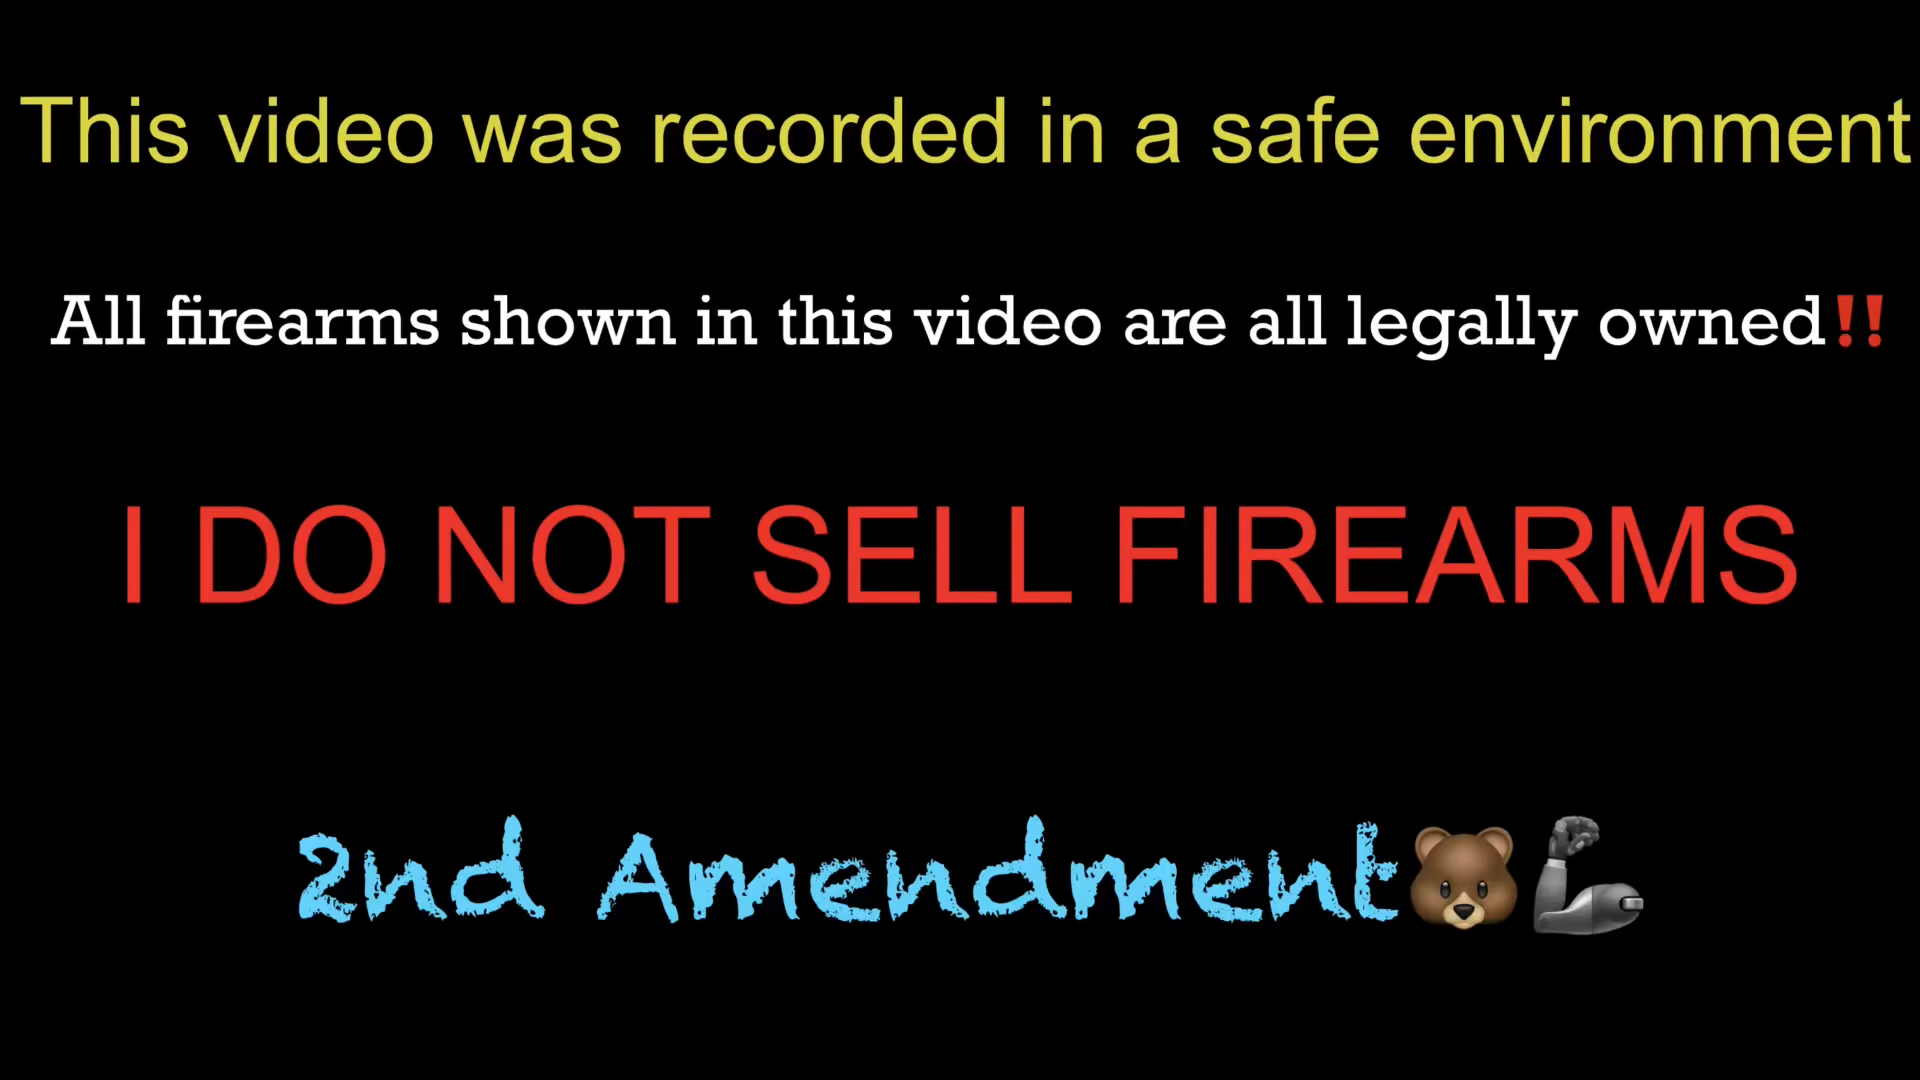 This video was recorded in a safe environment
All firearms shown in this video are all legally owned‼️
I DO NOT SELL FIREARMS
2nd Amendment🐻🦾